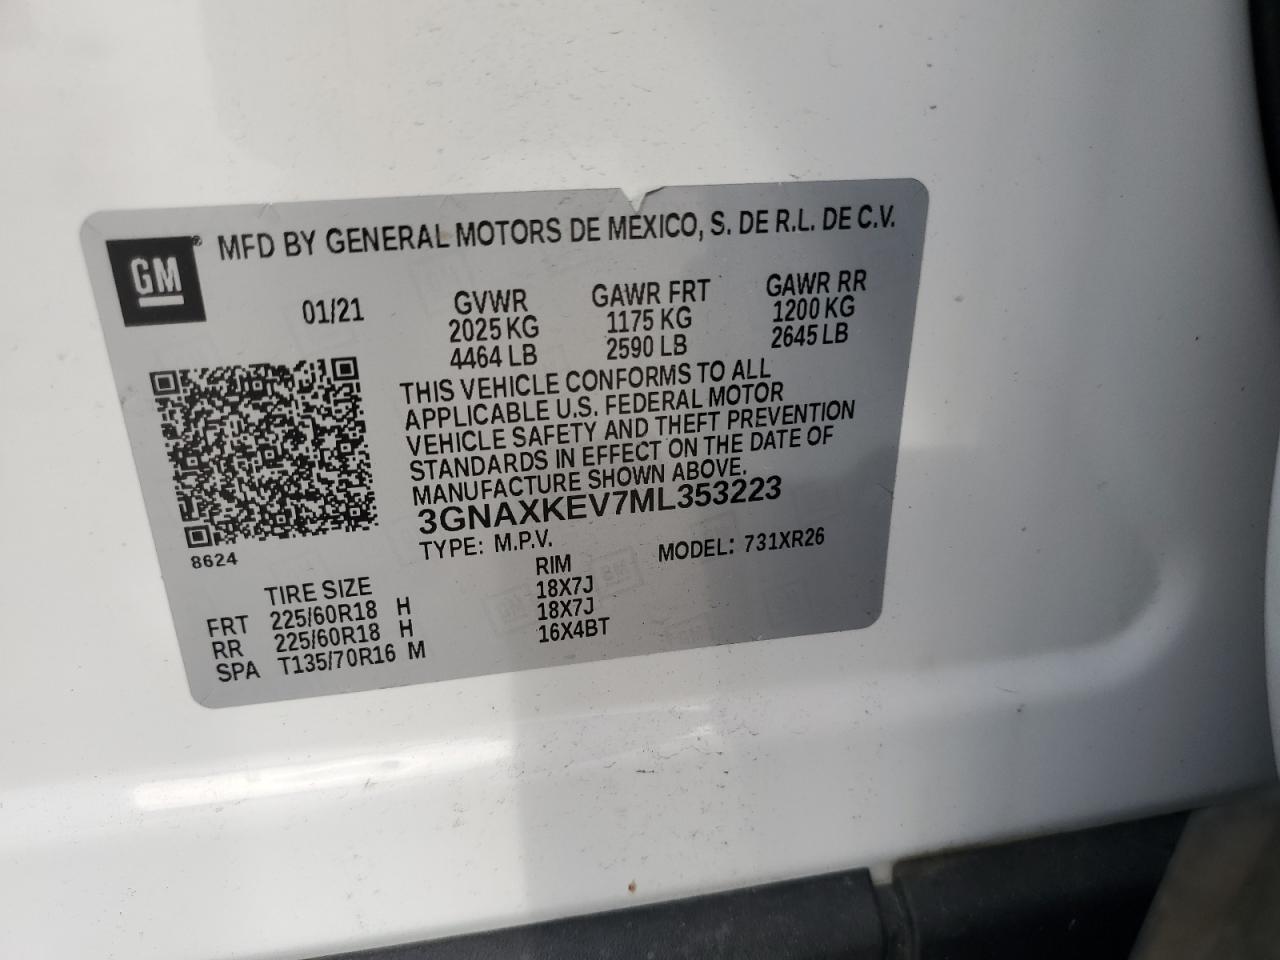 GM®
MFD BY GENERAL MOTORS DE MEXICO, S. DE R.L. DE C.V.
01/21
GVWR
2025 KG
4464 LB
GAWR FRT
1175 KG
2590 LB
GAWR RR
1200 KG
2645 LB
THIS VEHICLE CONFORMS TO ALL
APPLICABLE U.S. FEDERAL MOTOR
VEHICLE SAFETY AND THEFT PREVENTION
STANDARDS IN EFFECT ON THE DATE OF
MANUFACTURE SHOWN ABOVE.
3GNAXKEV7ML353223
TYPE: M.P.V.
MODEL: 731XR26
8624
TIRE SIZE RIM
FRT 225/60R18 H 18X7J
RR 225/60R18 H 18X7J
SPA T135/70R16 M 16X4BT